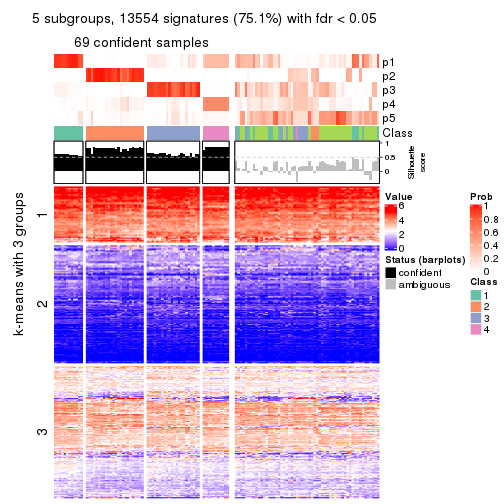 5 subgroups, 13554 signatures (75.1%) with fdr < 0.05
69 confident samples
p1
p2
p3
p4
p5
Class
1
0.5
0
Silhouette
score
k-means with 3 groups
1
2
3
Value
6
4
2
0
Status (barplots)
confident
ambiguous
Prob
1
0.8
0.6
0.4
0.2
0
Class
1
2
3
4